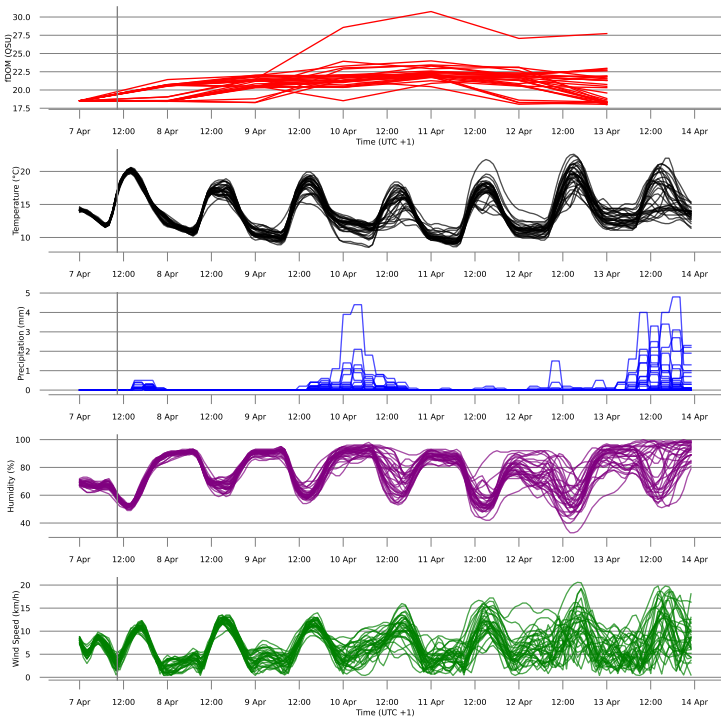 fDOM (QSU)
30.0
27.5
25.0
22.5
20.0
17.5
7 Apr 12:00 8 Apr 12:00 9 Apr 12:00 10 Apr 12:00 11 Apr 12:00 12 Apr 12:00 13 Apr 12:00 14 Apr
Time (UTC +1)
Temperature (°C)
20
15
10
7 Apr 12:00 8 Apr 12:00 9 Apr 12:00 10 Apr 12:00 11 Apr 12:00 12 Apr 12:00 13 Apr 12:00 14 Apr
Precipitation (mm)
5
4
3
2
1
0
7 Apr 12:00 8 Apr 12:00 9 Apr 12:00 10 Apr 12:00 11 Apr 12:00 12 Apr 12:00 13 Apr 12:00 14 Apr
Humidity (%)
100
80
60
40
7 Apr 12:00 8 Apr 12:00 9 Apr 12:00 10 Apr 12:00 11 Apr 12:00 12 Apr 12:00 13 Apr 12:00 14 Apr
Wind Speed (km/h)
20
15
10
5
0
7 Apr 12:00 8 Apr 12:00 9 Apr 12:00 10 Apr 12:00 11 Apr 12:00 12 Apr 12:00 13 Apr 12:00 14 Apr
Time (UTC +1)